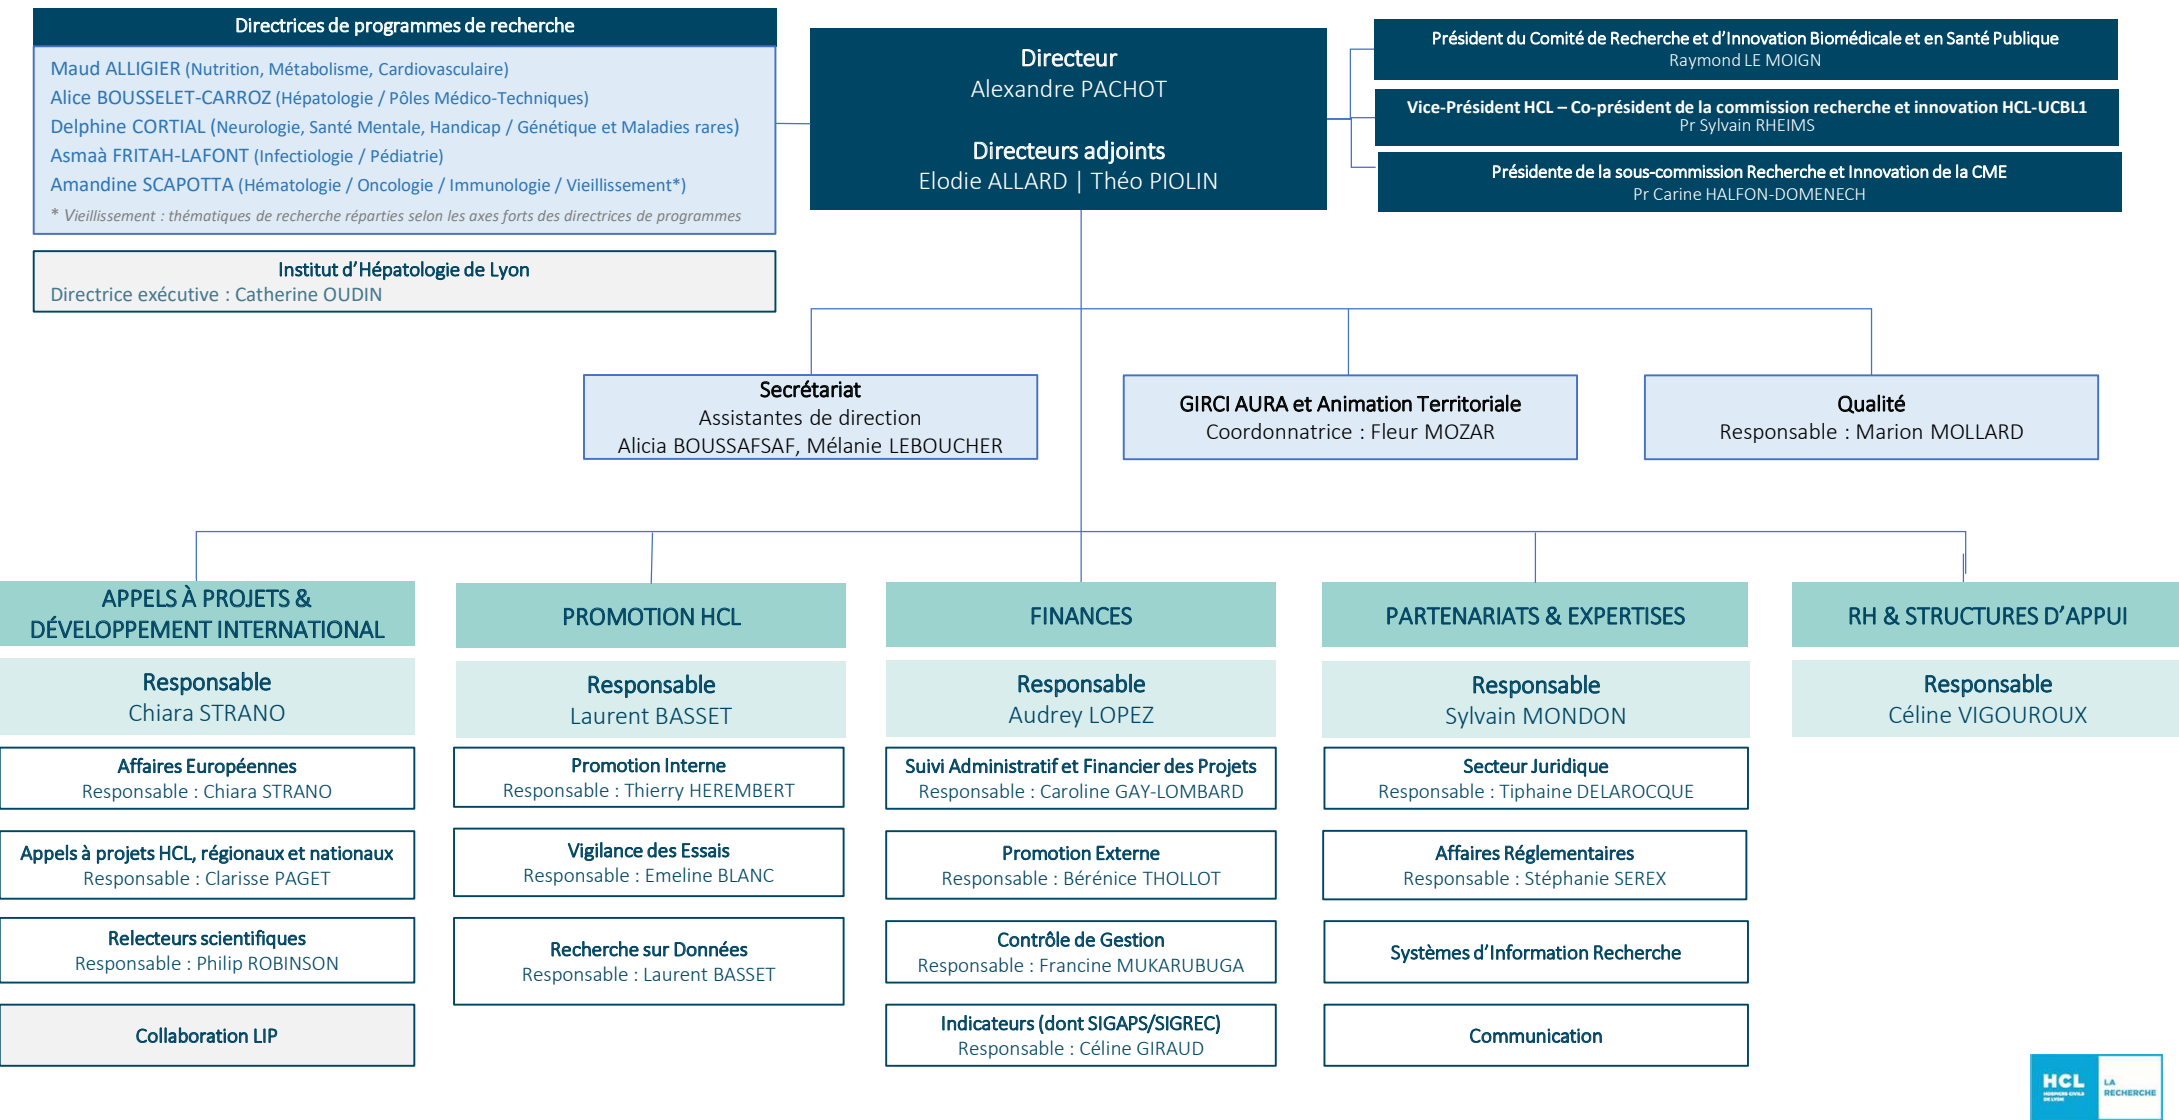 Directrices de programmes de recherche
Maud ALLIGIER (Nutrition, Métabolisme, Cardiovasculaire)
Alice BOUSSELET-CARROZ (Hépatologie / Pôles Médico-Techniques)
Delphine CORTIAL (Neurologie, Santé Mentale, Handicap / Génétique et Maladies rares)
Asmaà FRITAH-LAFONT (Infectiologie / Pédiatrie)
Amandine SCAPOTTA (Hématologie / Oncologie / Immunologie / Vieillissement*)
* Vieillissement : thématiques de recherche réparties selon les axes forts des directrices de programmes
Institut d’Hépatologie de Lyon
Directrice exécutive : Catherine OUDIN
Directeur
Alexandre PACHOT
Directeurs adjoints
Elodie ALLARD | Théo PIOLIN
Président du Comité de Recherche et d’Innovation Biomédicale et en Santé Publique
Raymond LE MOIGN
Vice-Président HCL – Co-président de la commission recherche et innovation HCL-UCBL1
Pr Sylvain RHEIMS
Présidente de la sous-commission Recherche et Innovation de la CME
Pr Carine HALFON-DOMENECH
Secrétariat
Assistantes de direction
Alicia BOUSSAFSAF, Mélanie LEBOUCHER
GIRCI AURA et Animation Territoriale
Coordonnatrice : Fleur MOZAR
Qualité
Responsable : Marion MOLLARD
APPELS À PROJETS &
DÉVELOPPEMENT INTERNATIONAL
Responsable
Chiara STRANO
Affaires Européennes
Responsable : Chiara STRANO
Appels à projets HCL, régionaux et nationaux
Responsable : Clarisse PAGET
Relecteurs scientifiques
Responsable : Philip ROBINSON
Collaboration LIP
PROMOTION HCL
Responsable
Laurent BASSET
Promotion Interne
Responsable : Thierry HEREMBERT
Vigilance des Essais
Responsable : Emeline BLANC
Recherche sur Données
Responsable : Laurent BASSET
FINANCES
Responsable
Audrey LOPEZ
Suivi Administratif et Financier des Projets
Responsable : Caroline GAY-LOMBARD
Promotion Externe
Responsable : Bérénice THOLLOT
Contrôle de Gestion
Responsable : Francine MUKARUBUGA
Indicateurs (dont SIGAPS/SIGREC)
Responsable : Céline GIRAUD
PARTENARIATS & EXPERTISES
Responsable
Sylvain MONDON
Secteur Juridique
Responsable : Tiphaine DELAROCQUE
Affaires Réglementaires
Responsable : Stéphanie SEREX
Systèmes d’Information Recherche
Communication
RH & STRUCTURES D’APPUI
Responsable
Céline VIGOUROUX
HCL
HOSPICES CIVILS
DE LYON
LA
RECHERCHE